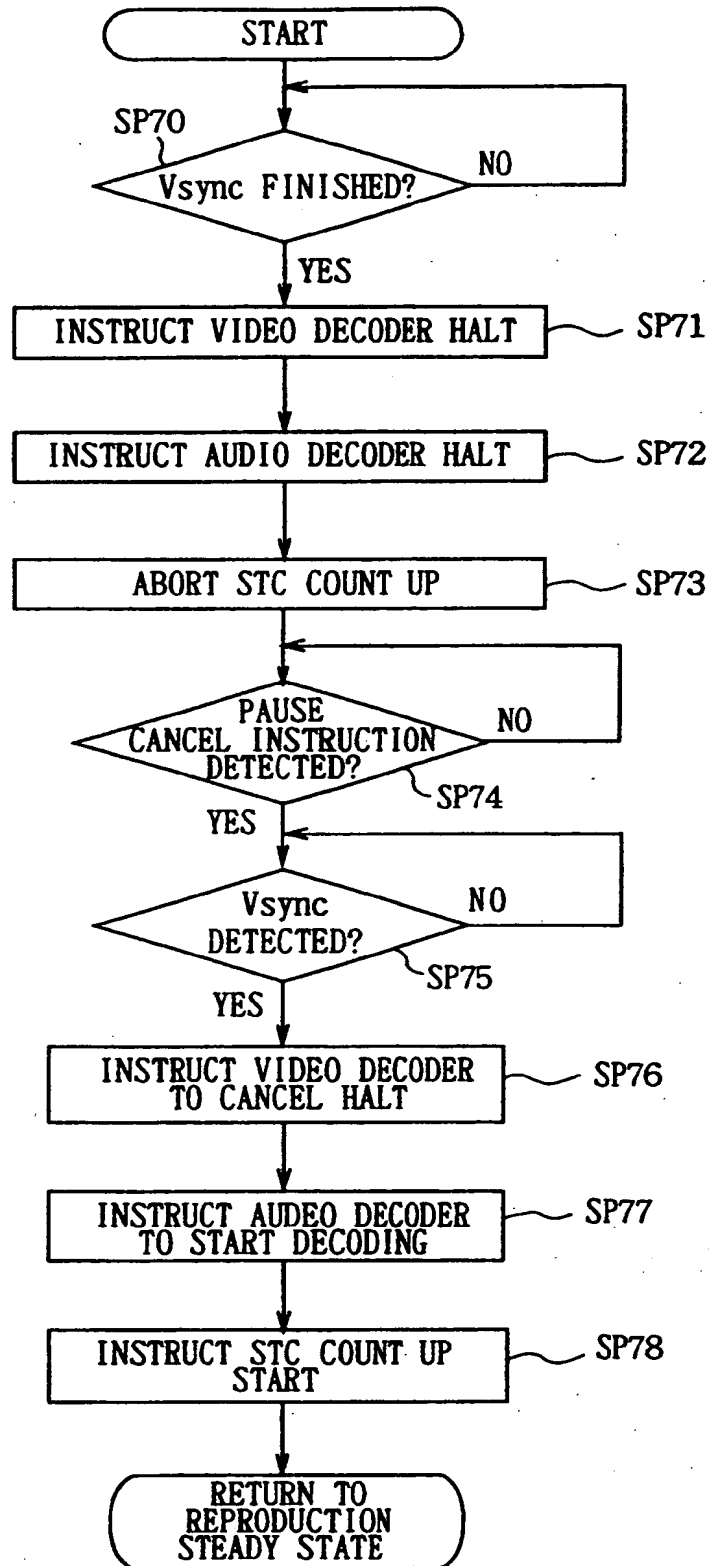 START
SP70
Vsync FINISHED?
NO
YES
INSTRUCT VIDEO DECODER HALT
SP71
INSTRUCT AUDIO DECODER HALT
SP72
ABORT STC COUNT UP
SP73
PAUSE
CANCEL INSTRUCTION
DETECTED?
NO
SP74
YES
Vsync
DETECTED?
NO
SP75
YES
INSTRUCT VIDEO DECODER
TO CANCEL HALT
SP76
INSTRUCT AUDEO DECODER
TO START DECODING
SP77
INSTRUCT STC COUNT UP
START
SP78
RETURN TO
REPRODUCTION
STEADY STATE